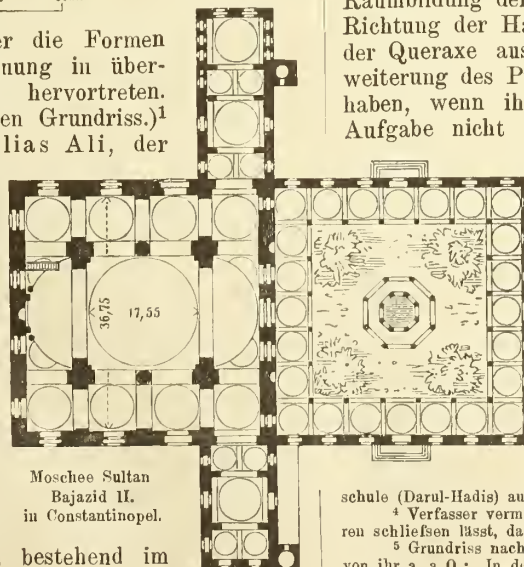 er die Formen
nung in über-
hervortreten.
en Grundriss.)¹
lias Ali, der
Raumbildung der
Richtung der Ha
der Queraxe aus
weiterung des P
haben, wenn ih
Aufgabe nicht
36,75
17,55
Moschee Sultan
Bajazid II.
in Constantinopel.
bestehend im
schule (Darul-Hadis) au
⁴ Verfasser verm
ren schliefsen lässt, da
⁵ Grundriss nach
von ihr a. a. O.: In de